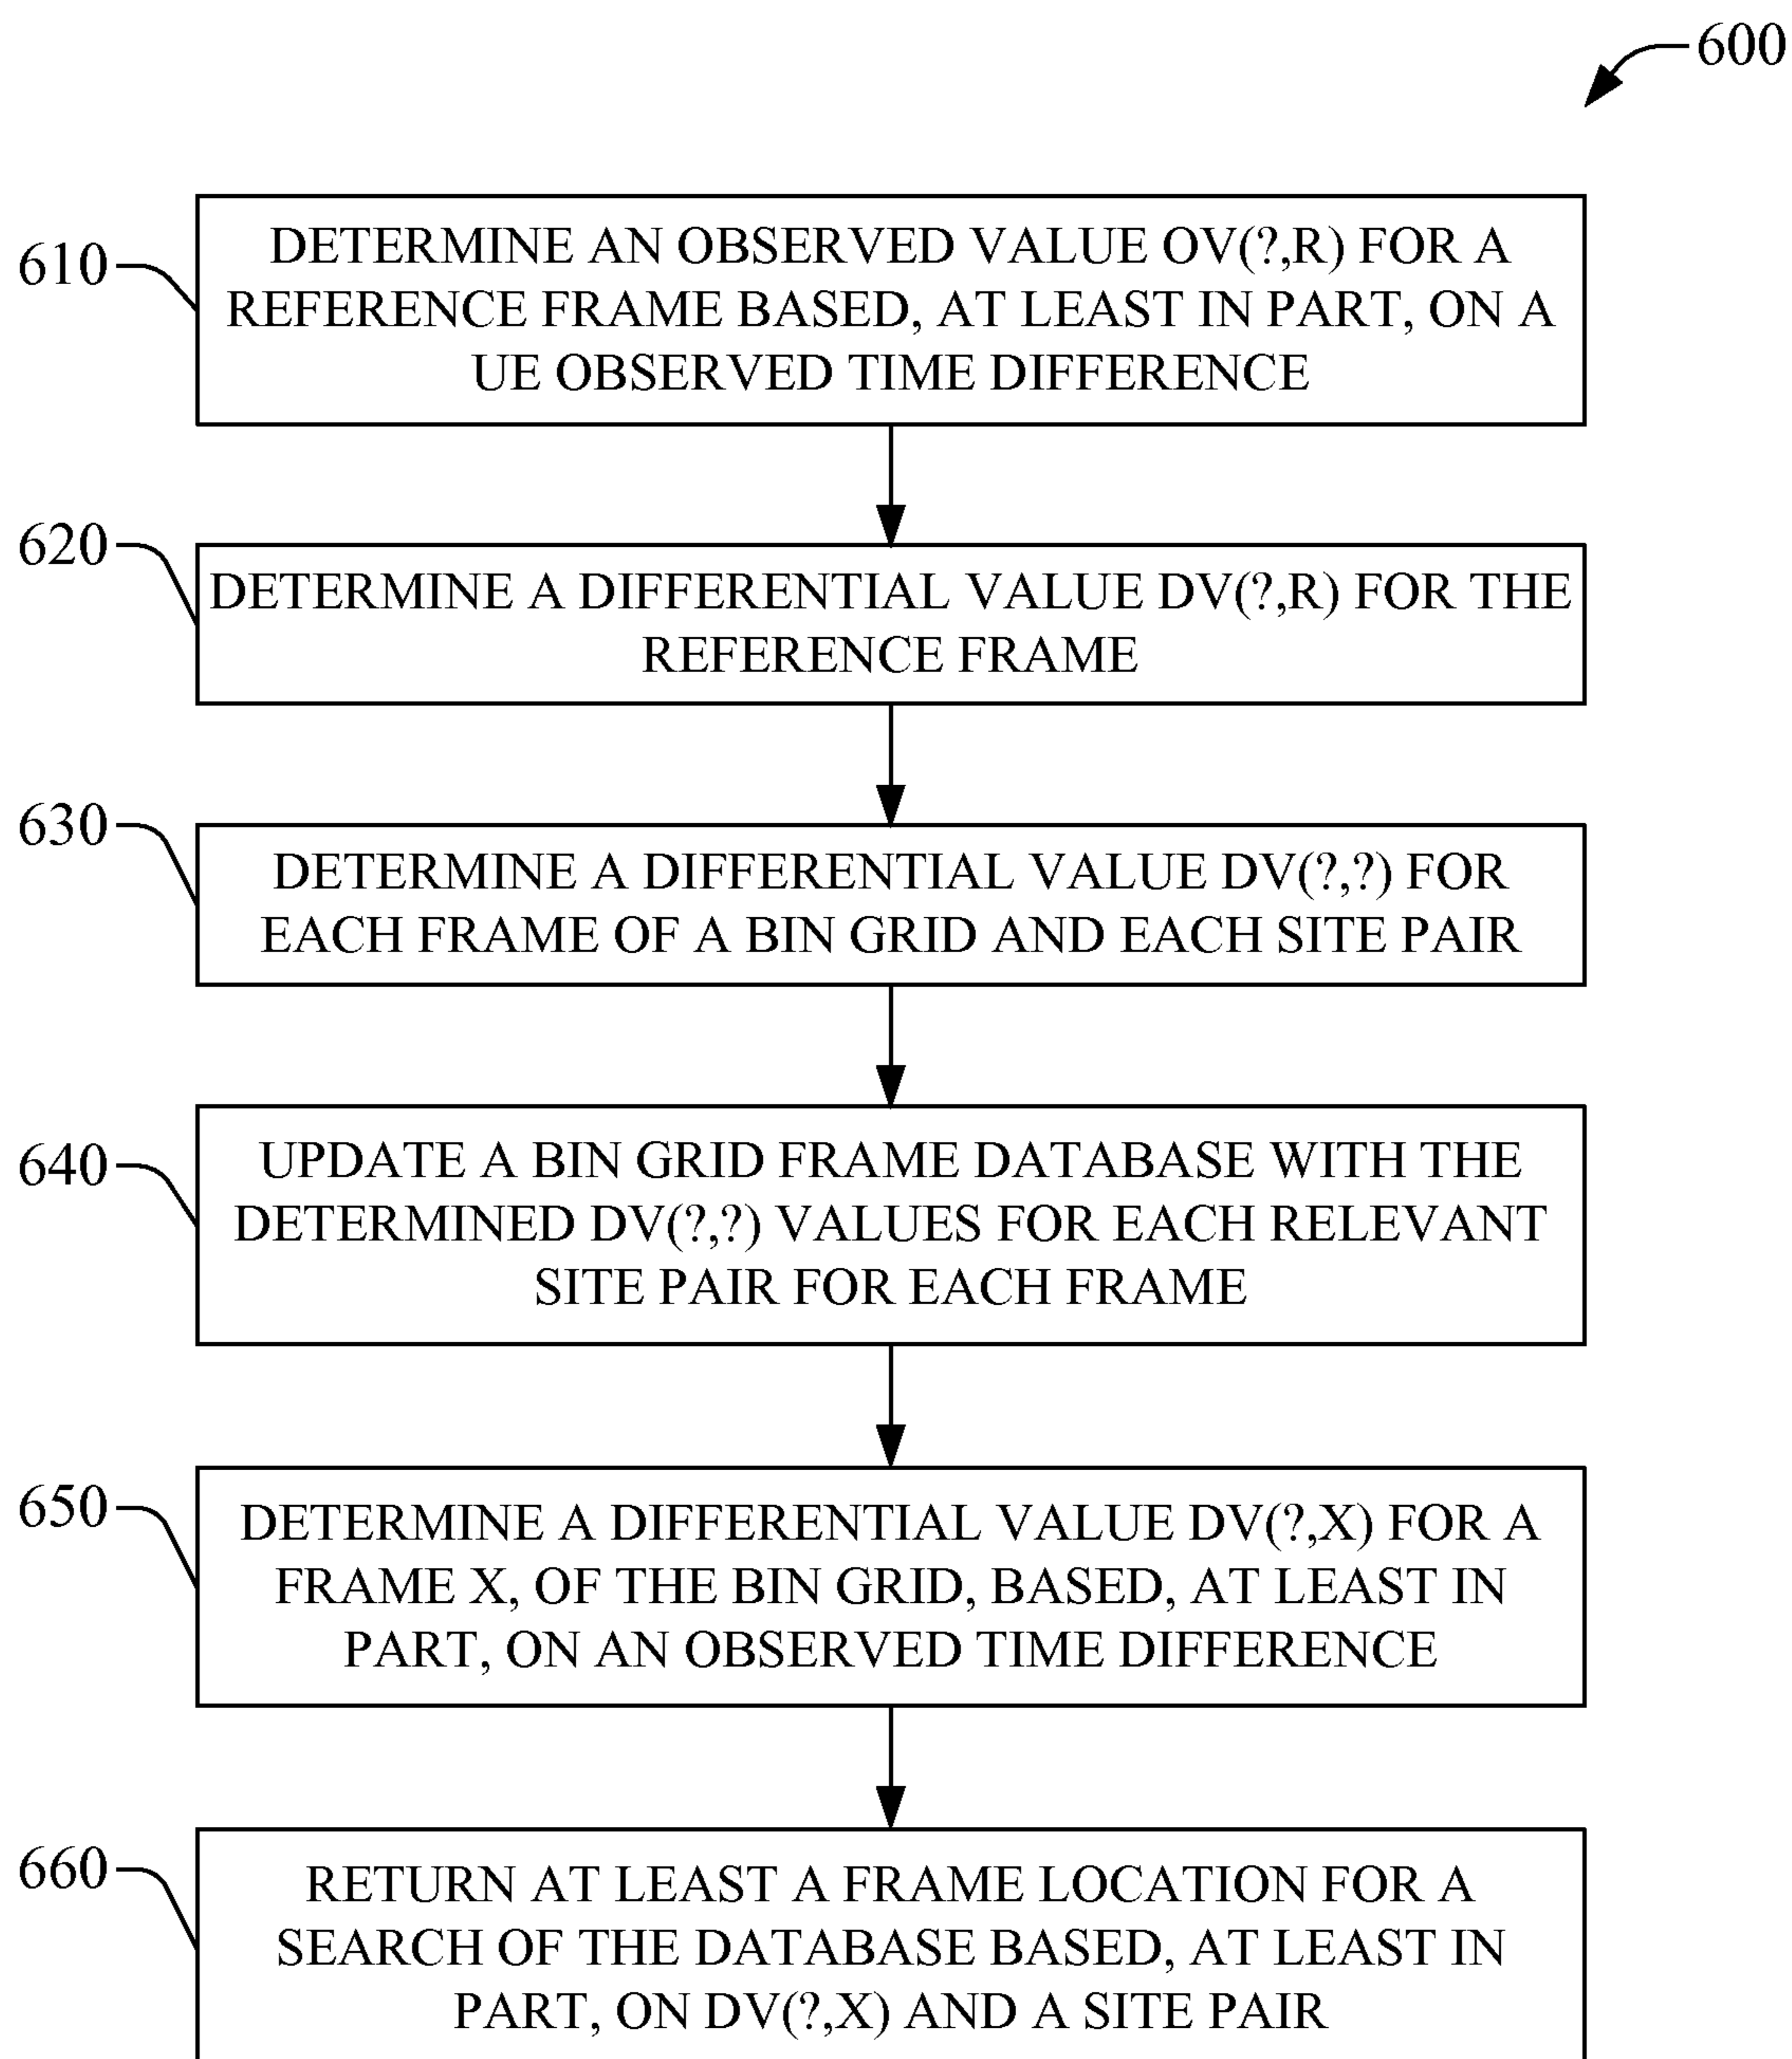 600
610
DETERMINE AN OBSERVED VALUE OV(?,R) FOR A
REFERENCE FRAME BASED, AT LEAST IN PART, ON A
UE OBSERVED TIME DIFFERENCE
620
DETERMINE A DIFFERENTIAL VALUE DV(?,R) FOR THE
REFERENCE FRAME
630
DETERMINE A DIFFERENTIAL VALUE DV(?,?) FOR
EACH FRAME OF A BIN GRID AND EACH SITE PAIR
640
UPDATE A BIN GRID FRAME DATABASE WITH THE
DETERMINED DV(?,?) VALUES FOR EACH RELEVANT
SITE PAIR FOR EACH FRAME
650
DETERMINE A DIFFERENTIAL VALUE DV(?,X) FOR A
FRAME X, OF THE BIN GRID, BASED, AT LEAST IN
PART, ON AN OBSERVED TIME DIFFERENCE
660
RETURN AT LEAST A FRAME LOCATION FOR A
SEARCH OF THE DATABASE BASED, AT LEAST IN
PART, ON DV(?,X) AND A SITE PAIR